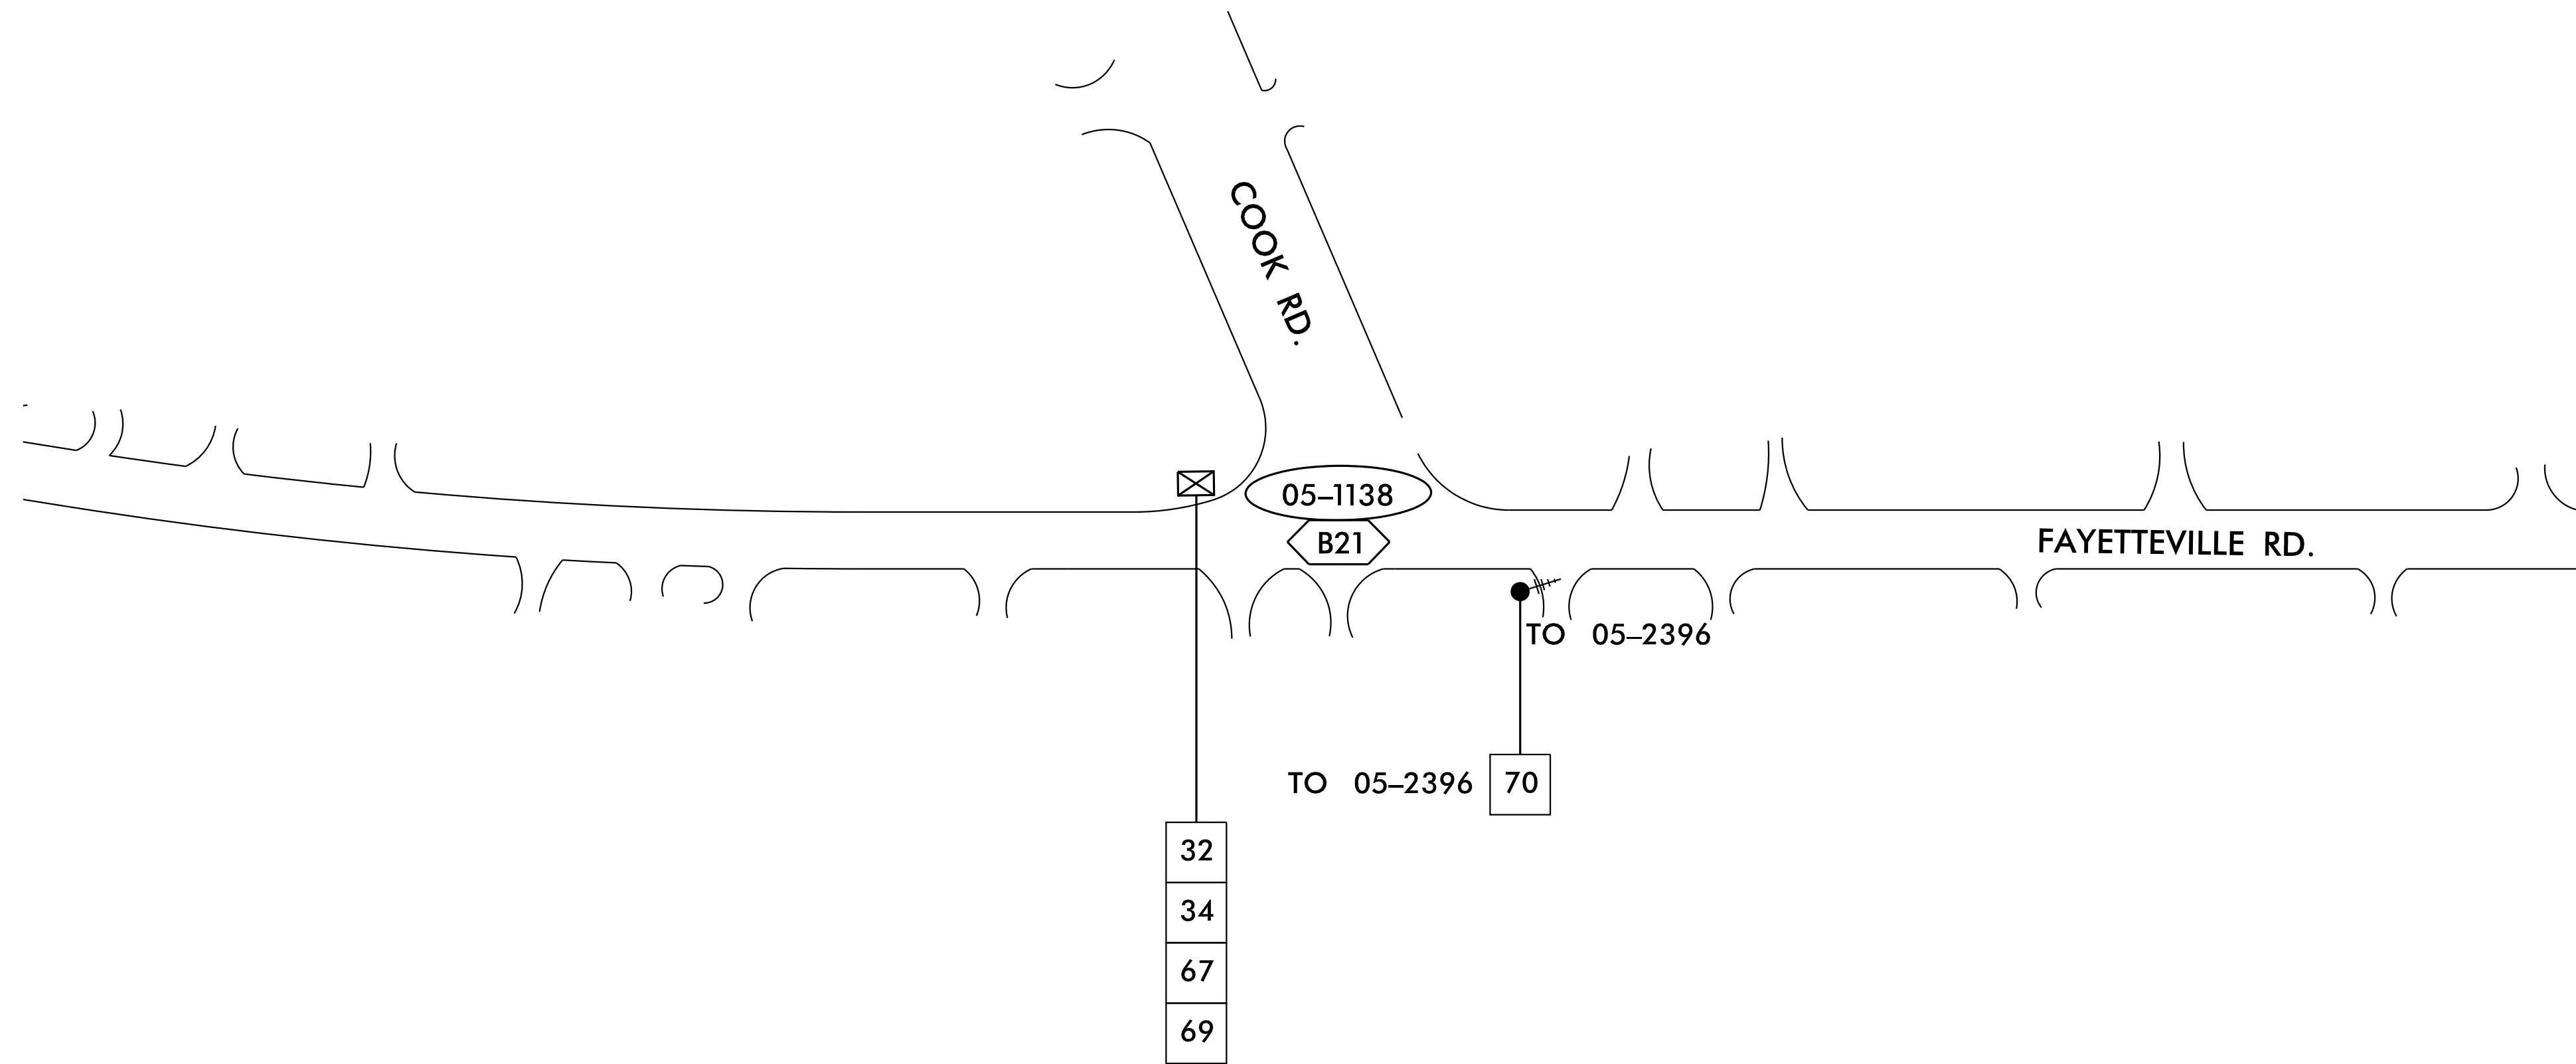 COOK RD.
05–1138
B21
FAYETTEVILLE RD.
TO 05–2396
TO 05–2396
70
32
34
67
69